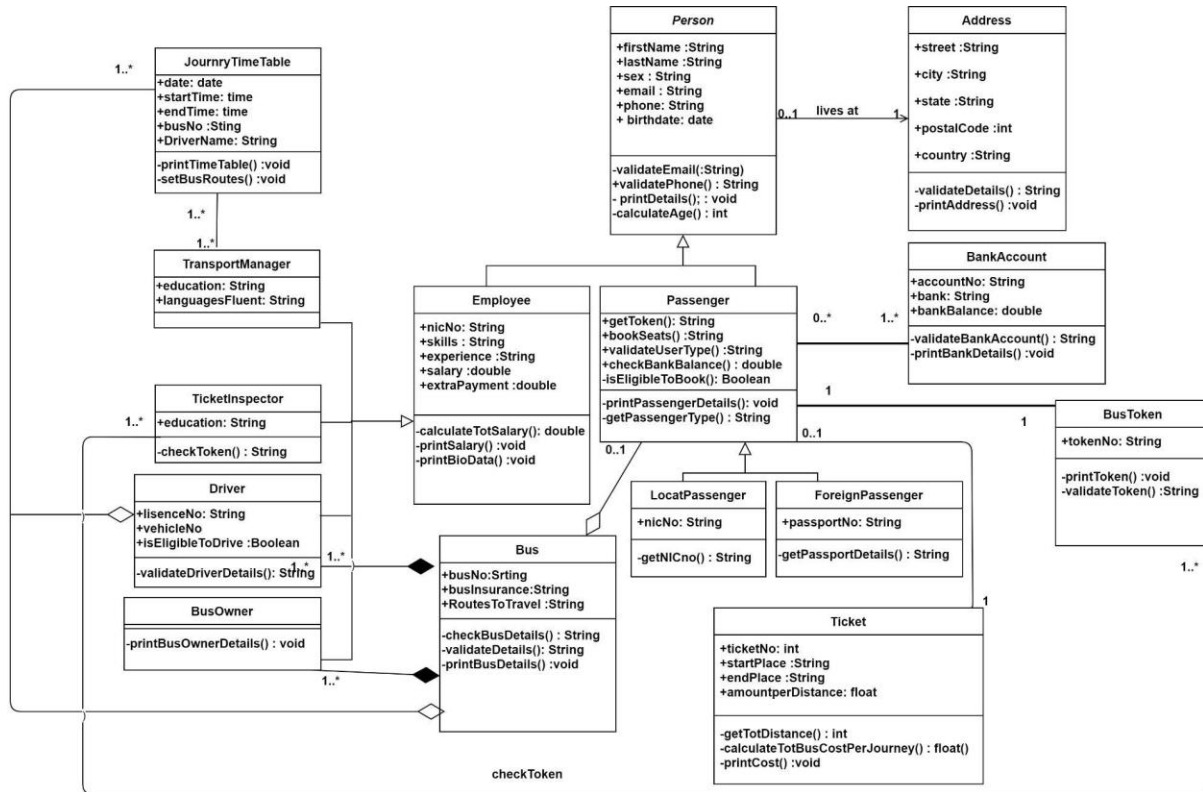 Person
+firstName :String
+lastName :String
+sex : String
+email : String
+phone: String
+ birthdate: date
-validateEmail(:String)
+validatePhone() : String
- printDetails(); : void
-calculateAge() : int
0..1
lives at
1
Address
+street :String
+city : String
+state : String
+postalCode : int
+country :String
-validateDetails() : String
-printAddress() :void
JournryTimeTable
+date: date
+startTime: time
+endTime: time
+busNo :Sting
+DriverName: String
-printTimeTable() :void
-setBusRoutes() :void
1..*
1..*
1..*
TransportManager
+education: String
+languagesFluent: String
Employee
+nicNo: String
+skills : String
+experience :String
+salary :double
+extraPayment :double
-calculateTotSalary(): double
-printSalary() :void
-printBioData() :void
Passenger
+getToken(): String
+bookSeats() :String
+validateUserType() :String
+checkBankBalance() : double
-isEligibleToBook(): Boolean
-printPassengerDetails(): void
-getPassengerType() : String
0..*
1..*
BankAccount
+accountNo: String
+bank: String
+bankBalance: double
-validateBankAccount() : String
-printBankDetails() :void
1
1
BusToken
+tokenNo: String
-printToken() :void
-validateToken() :String
1..*
TicketInspector
+education: String
-checkToken() : String
1..*
0..1
0..1
LocatPassenger
+nicNo: String
-getNICno() : String
ForeignPassenger
+passportNo: String
-getPassportDetails() : String
Driver
+lisenceNo: String
+vehicleNo
+isEligibleToDrive :Boolean
-validateDriverDetails(): String
1..*
1..*
BusOwner
-printBusOwnerDetails() : void
1..*
Bus
+busNo:Srting
+busInsurance:String
+RoutesToTravel :String
-checkBusDetails() : String
-validateDetails(): String
-printBusDetails() :void
1
Ticket
+ticketNo: int
+startPlace :String
+endPlace :String
+amountperDistance: float
-getTotDistance() : int
-calculateTotBusCostPerJourney() : float()
-printCost() :void
checkToken